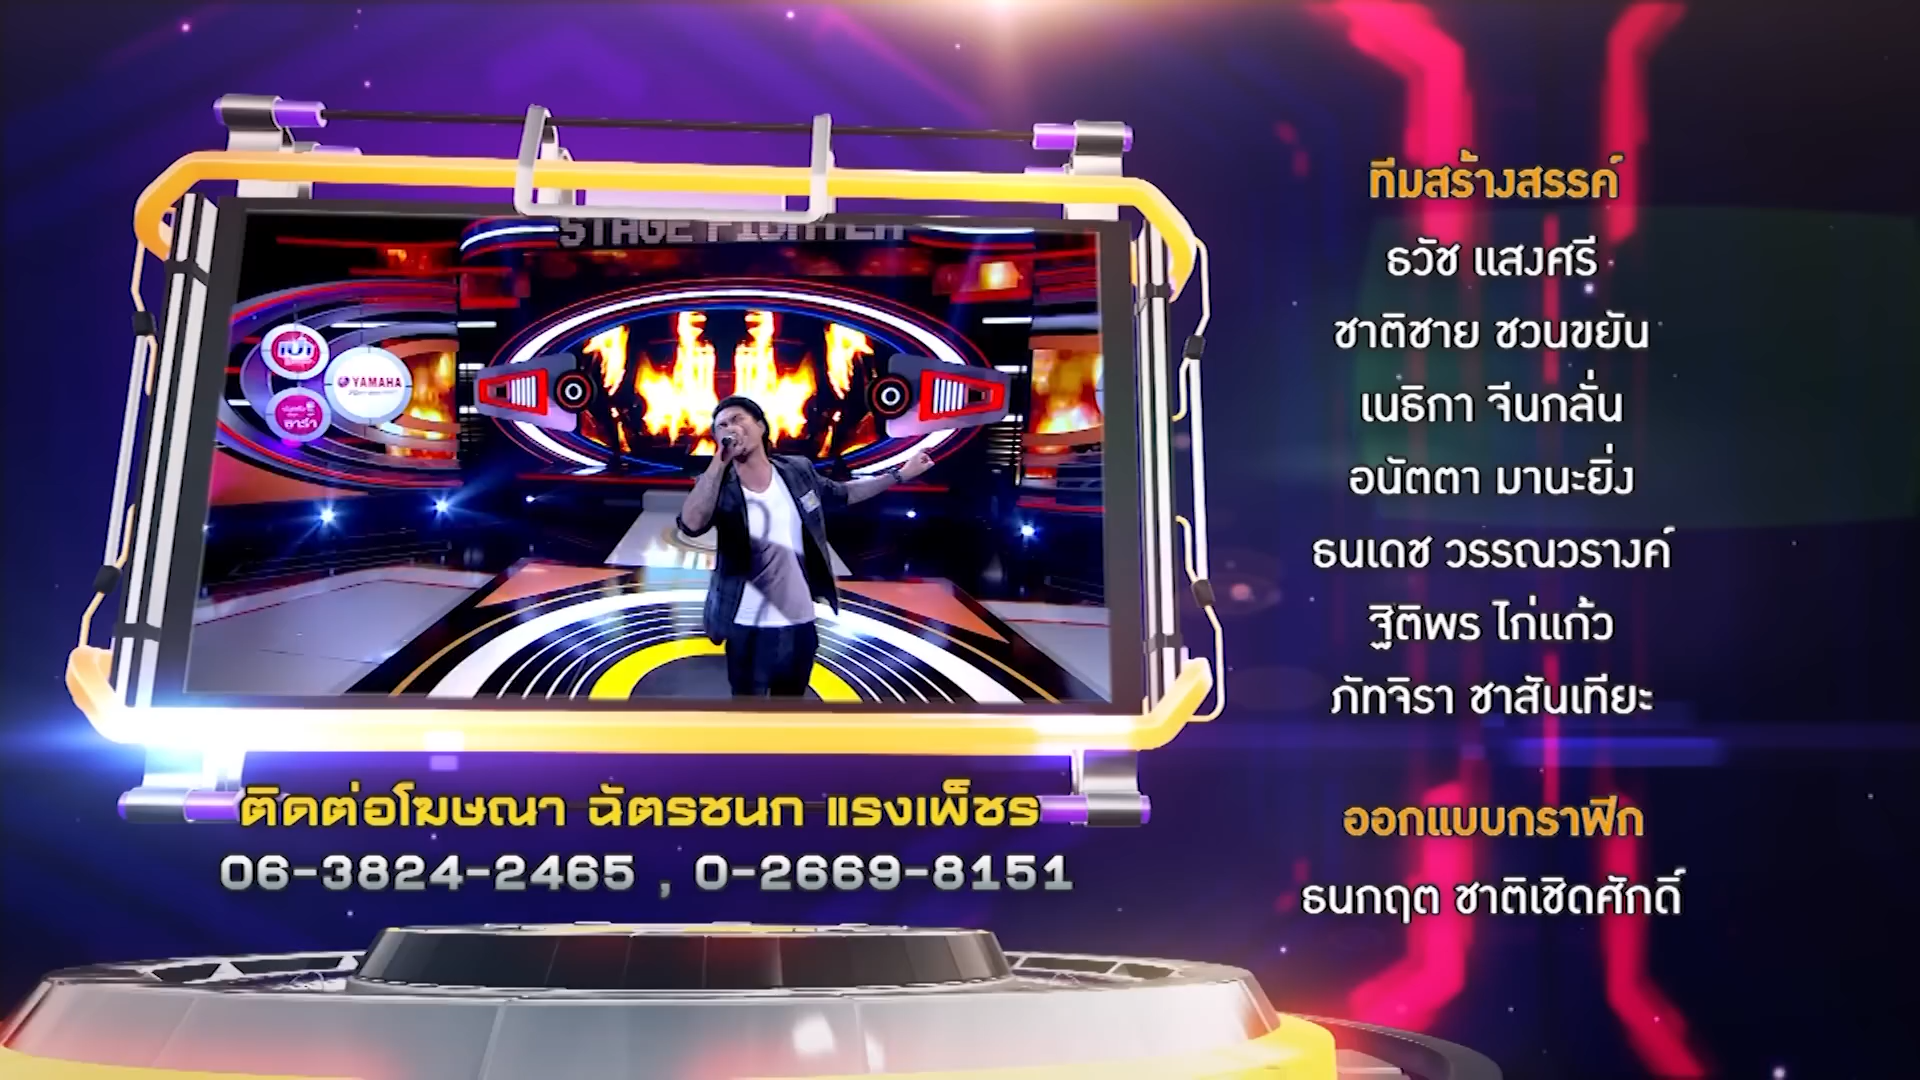 STAGE FIGHTER
YAMAHA
ติดต่อโฆษณา ฉัตรชนก แรงเพ็ชร
06-3824-2465 , 0-2669-8151
ทีมสร้างสรรค์
ธวัช แสงศรี
ชาติชาย ชวนขยัน
เนธิกา จีนกลั่น
อนัตตา มานะยิ่ง
ธนเดช วรรณวรางค์
ฐิติพร ไก่แก้ว
ภัทจิรา ชาสันเทียะ
ออกแบบกราฟิก
ธนกฤต ชาติเชิดศักดิ์